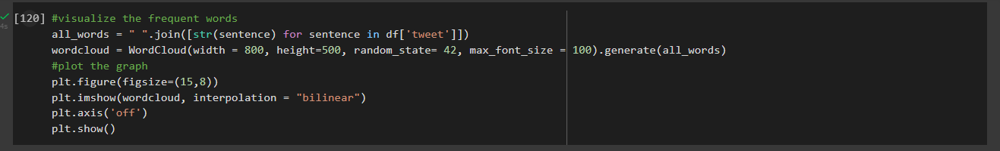 [120] #visualize the frequent words
4s
all_words = " ".join([str(sentence) for sentence in df['tweet']])
wordcloud = WordCloud(width = 800, height=500, random_state= 42, max_font_size = 100).generate(all_words)
#plot the graph
plt.figure(figsize=(15,8))
plt.imshow(wordcloud, interpolation = "bilinear")
plt.axis('off')
plt.show()